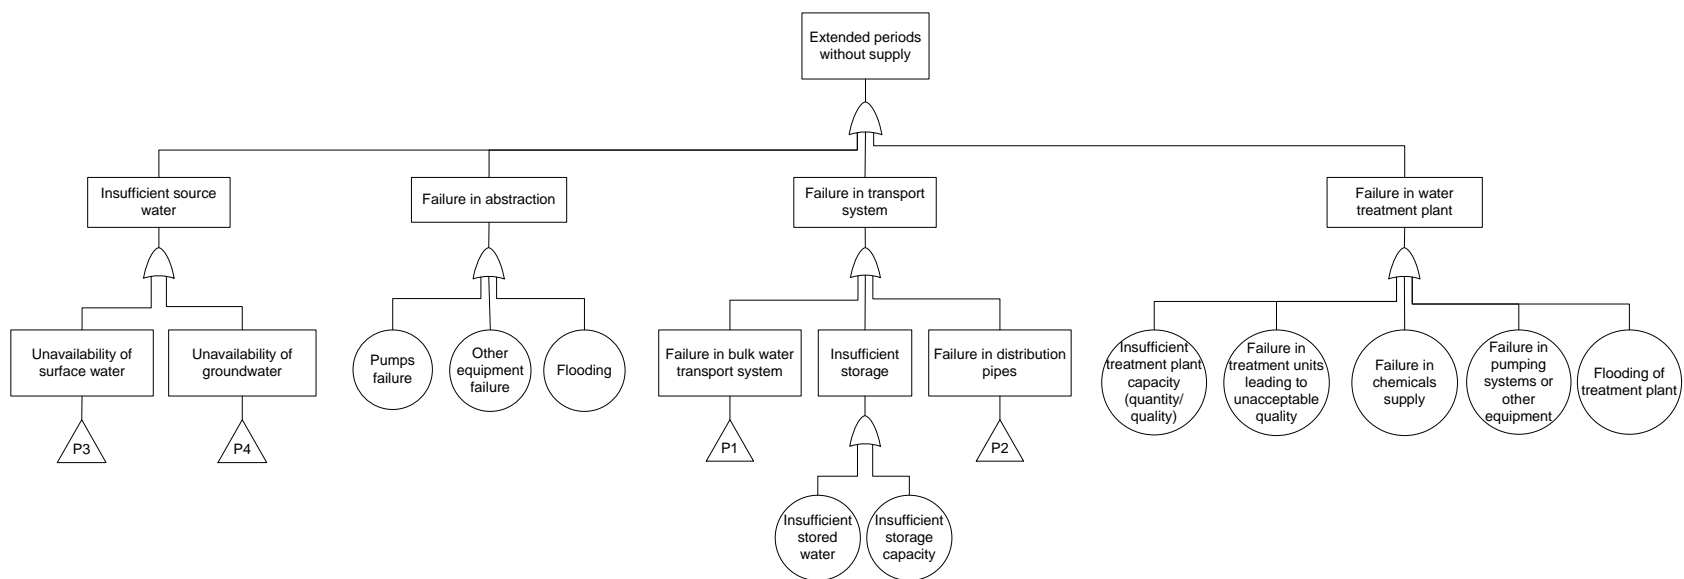 Extended periods
without supply
Insufficient source
water
Failure in abstraction
Failure in transport
system
Failure in water
treatment plant
Unavailability of
surface water
Unavailability of
groundwater
Pumps
failure
Other
equipment
failure
Flooding
Failure in bulk water
transport system
Insufficient
storage
Failure in distribution
pipes
Insufficient
treatment plant
capacity
(quantity/
quality)
Failure in
treatment units
leading to
unacceptable
quality
Failure in
chemicals
supply
Failure in
pumping
systems or
other
equipment
Flooding of
treatment plant
P3
P4
P1
P2
Insufficient
stored
water
Insufficient
storage
capacity